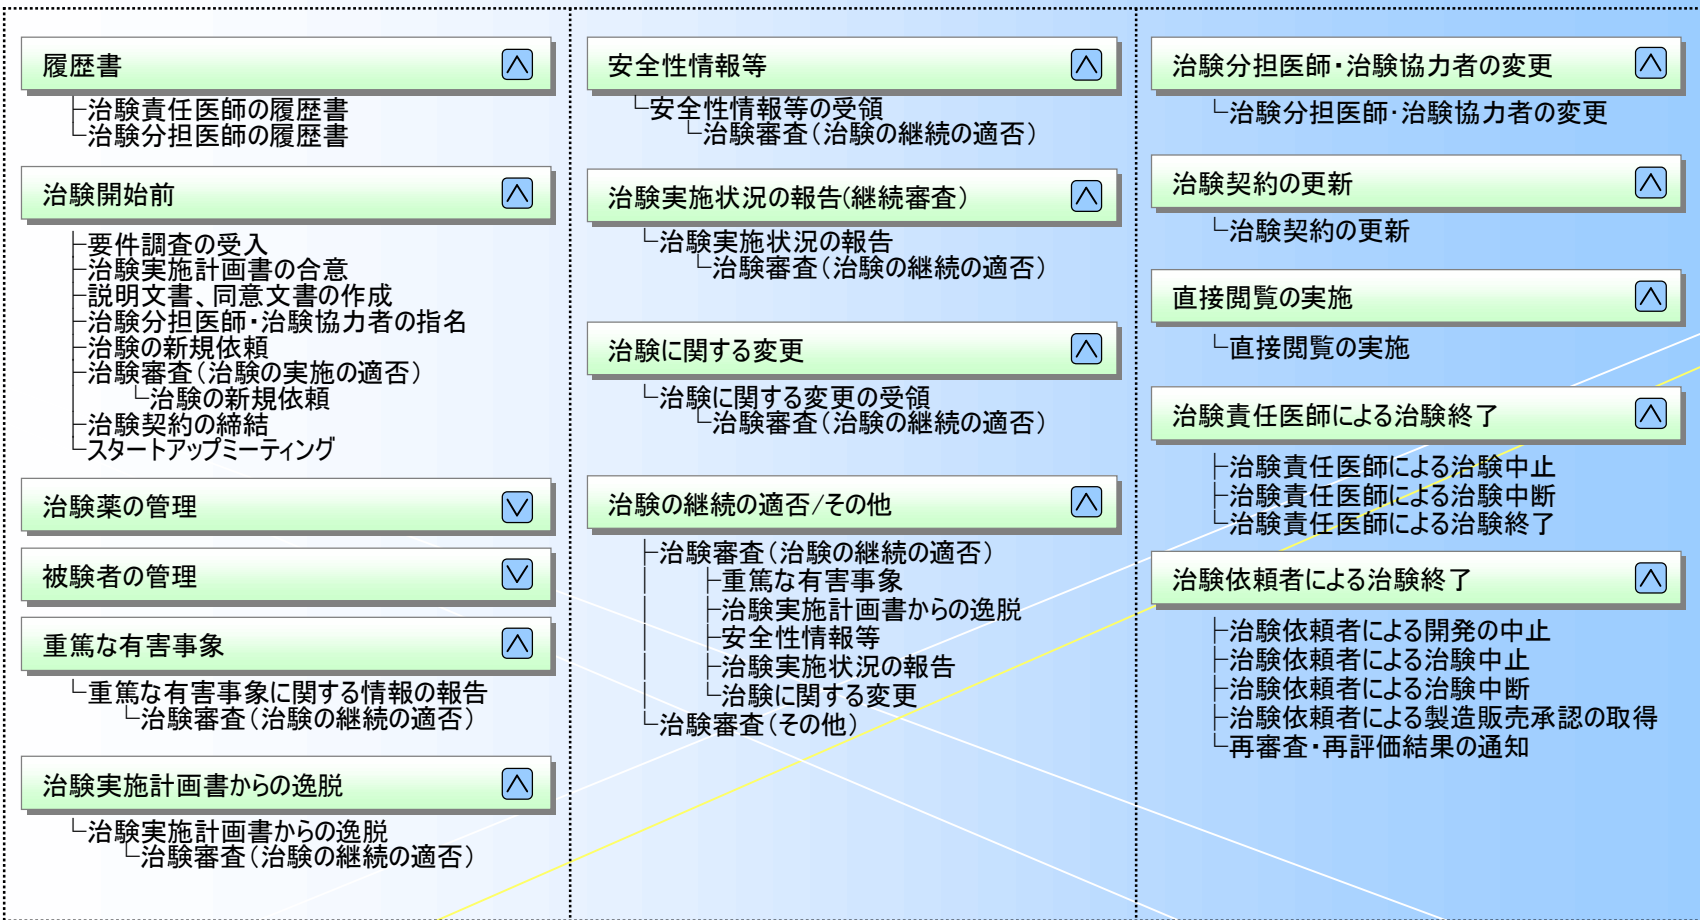 履歴書
治験責任医師の履歴書
治験分担医師の履歴書
治験開始前
要件調査の受入
治験実施計画書の合意
説明文書、同意文書の作成
治験分担医師・治験協力者の指名
治験の新規依頼
治験審査（治験の実施の適否）
治験の新規依頼
治験契約の締結
スタートアップミーティング
治験薬の管理
被験者の管理
重篤な有害事象
重篤な有害事象に関する情報の報告
治験審査（治験の継続の適否）
治験実施計画書からの逸脱
治験実施計画書からの逸脱
治験審査（治験の継続の適否）
安全性情報等
安全性情報等の受領
治験審査（治験の継続の適否）
治験実施状況の報告(継続審査）
治験実施状況の報告
治験審査（治験の継続の適否）
治験に関する変更
治験に関する変更の受領
治験審査（治験の継続の適否）
治験の継続の適否/その他
治験審査（治験の継続の適否）
重篤な有害事象
治験実施計画書からの逸脱
安全性情報等
治験実施状況の報告
治験に関する変更
治験審査（その他）
治験分担医師・治験協力者の変更
治験分担医師・治験協力者の変更
治験契約の更新
治験契約の更新
直接閲覧の実施
直接閲覧の実施
治験責任医師による治験終了
治験責任医師による治験中止
治験責任医師による治験中断
治験責任医師による治験終了
治験依頼者による治験終了
治験依頼者による開発の中止
治験依頼者による治験中止
治験依頼者による治験中断
治験依頼者による製造販売承認の取得
再審査・再評価結果の通知